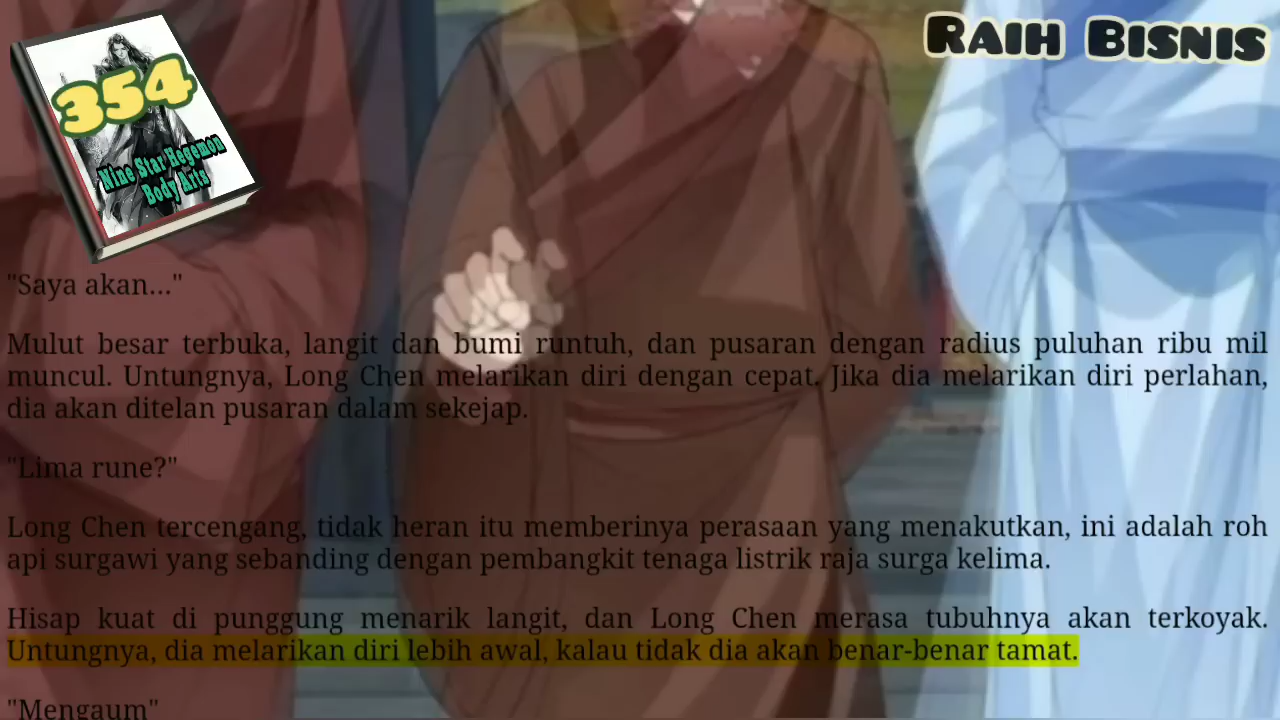 Raih Bisnis
354
Nine Star Hegemon
Body Arts
"Saya akan..."
Mulut besar terbuka, langit dan bumi runtuh, dan pusaran dengan radius puluhan ribu mil
muncul. Untungnya, Long Chen melarikan diri dengan cepat. Jika dia melarikan diri perlahan,
dia akan ditelan pusaran dalam sekejap.
"Lima rune?"
Long Chen tercengang, tidak heran itu memberinya perasaan yang menakutkan, ini adalah roh
api surgawi yang sebanding dengan pembangkit tenaga listrik raja surga kelima.
Hisap kuat di punggung menarik langit, dan Long Chen merasa tubuhnya akan terkoyak.
Untungnya, dia melarikan diri lebih awal, kalau tidak dia akan benar-benar tamat.
"Mengaum"